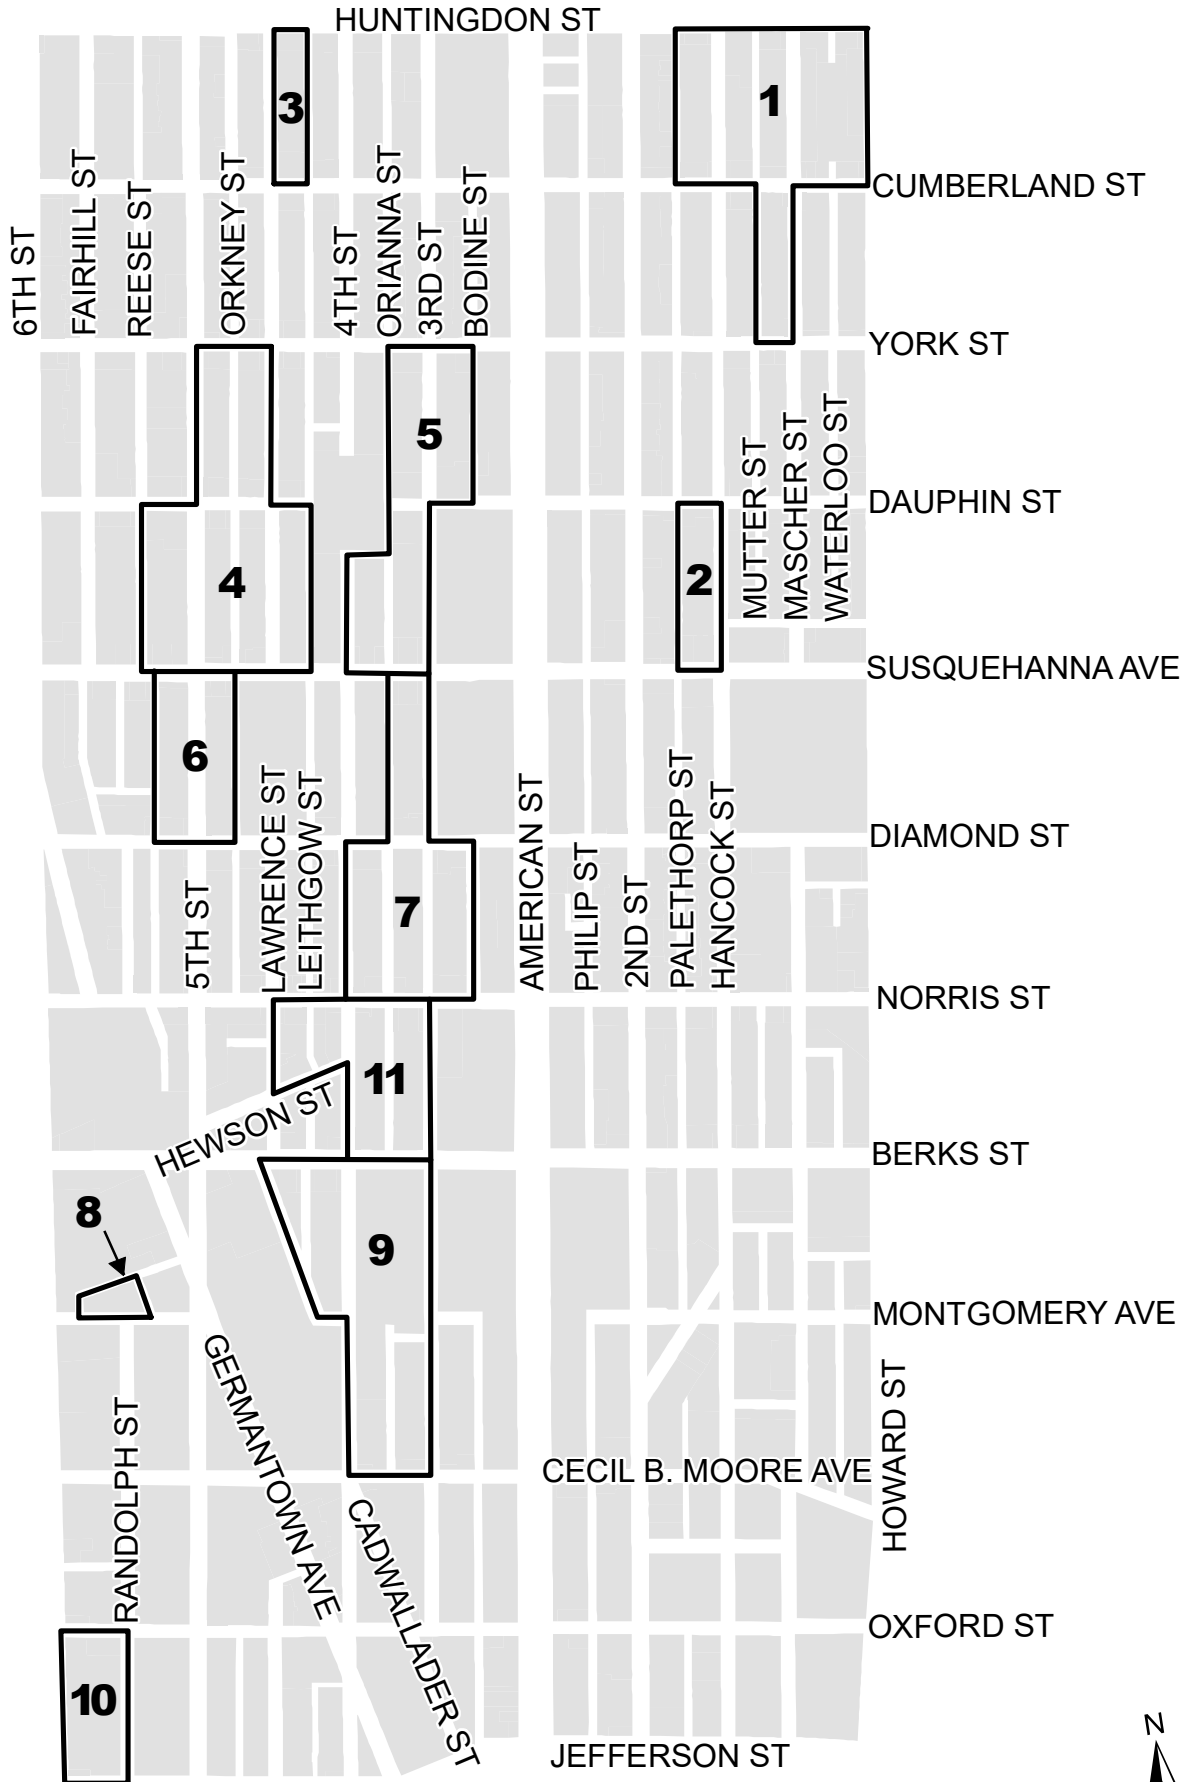 HUNTINGDON ST
3
1
CUMBERLAND ST
6TH ST
FAIRHILL ST
REESE ST
ORKNEY ST
4TH ST
ORIANNA ST
3RD ST
BODINE ST
YORK ST
5
MUTTER ST
MASCHER ST
WATERLOO ST
DAUPHIN ST
4
2
SUSQUEHANNA AVE
6
LAWRENCE ST
LEITHGOW ST
AMERICAN ST
PALETHORP ST
HANCOCK ST
DIAMOND ST
5TH ST
7
PHILIP ST
2ND ST
NORRIS ST
11
HEWSON ST
BERKS ST
8
9
MONTGOMERY AVE
GERMANTOWN AVE
HOWARD ST
RANDOLPH ST
CECIL B. MOORE AVE
CADWALLADER ST
OXFORD ST
10
JEFFERSON ST
N